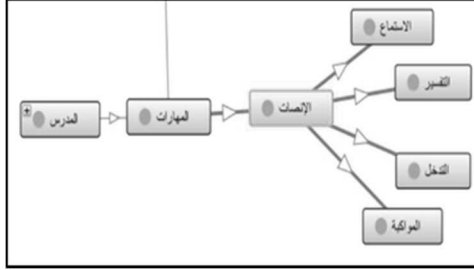 الاستماع
التفسير
الإنصات
المهارات
المدرس
التدخل
المواكبة